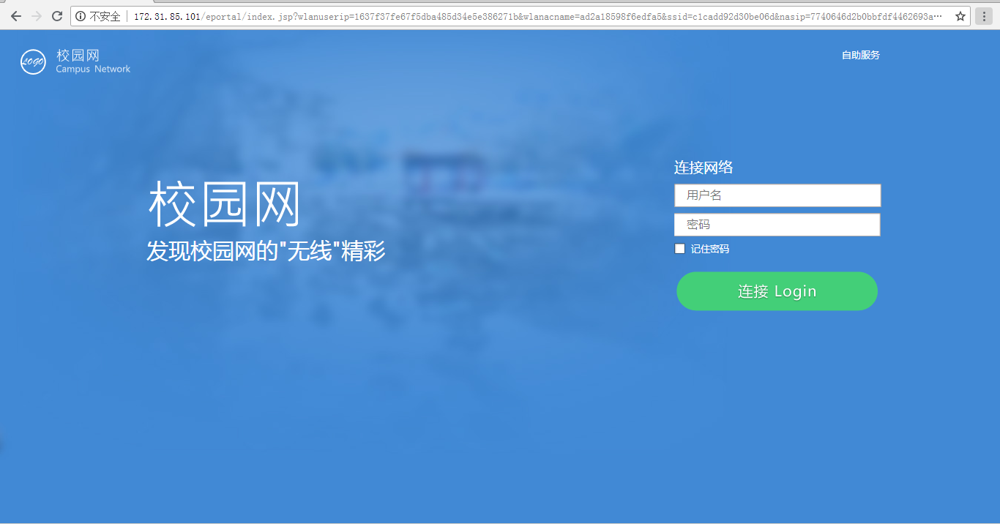 不安全 172.31.85.101/eportal/index.jsp?wlanuserip=1637f37fe67f5dba485d34e5e386271b&wlanacname=ad2a18598f6edfa5&ssid=c1cadd92d30be06d&nasip=7740646d2b0bbfdf4462693a…
LOGO
校园网
Campus Network
自助服务
校园网
发现校园网的"无线"精彩
连接网络
用户名
密码
记住密码
连接 Login